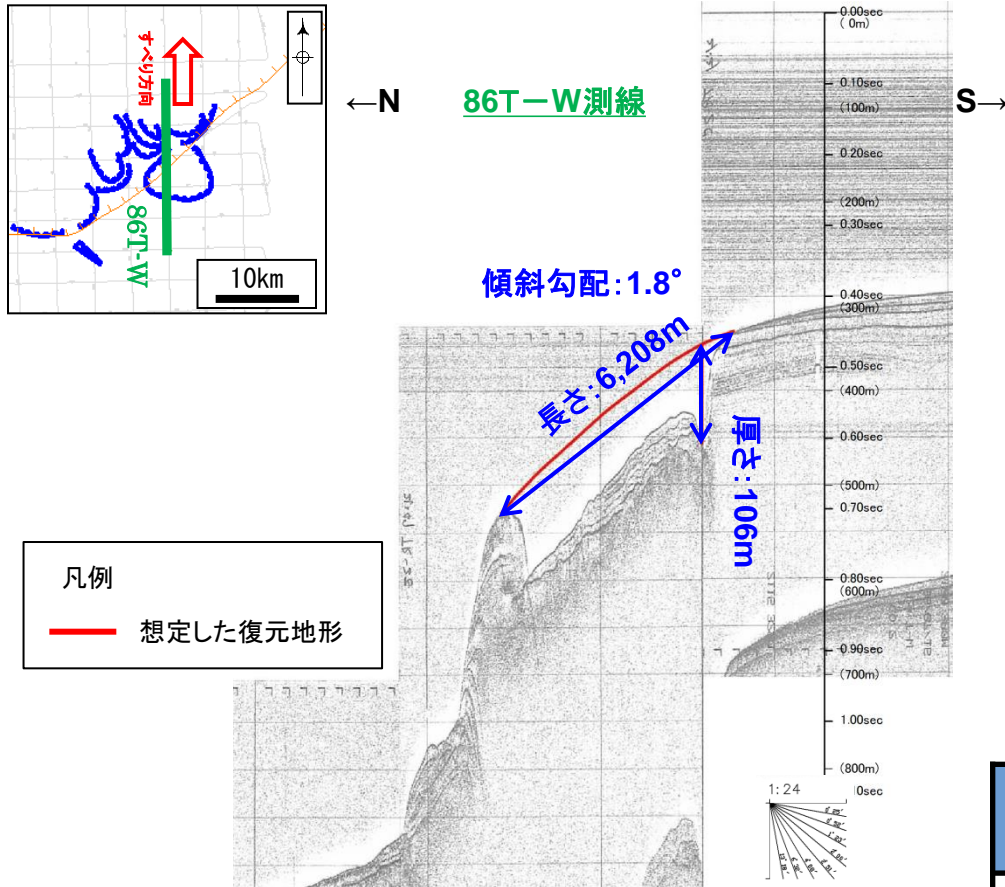 すべり方向
86T-W
10km
←N
86T－W測線
S→
0.00sec
( 0m)
0.10sec
(100m)
0.20sec
(200m)
0.30sec
0.40sec
(300m)
0.50sec
(400m)
0.60sec
(500m)
0.70sec
0.80sec
(600m)
0.90sec
(700m)
1.00sec
(800m)
0sec
傾斜勾配：1.8°
長さ：6,208m
厚さ：106m
凡例
想定した復元地形
1:24